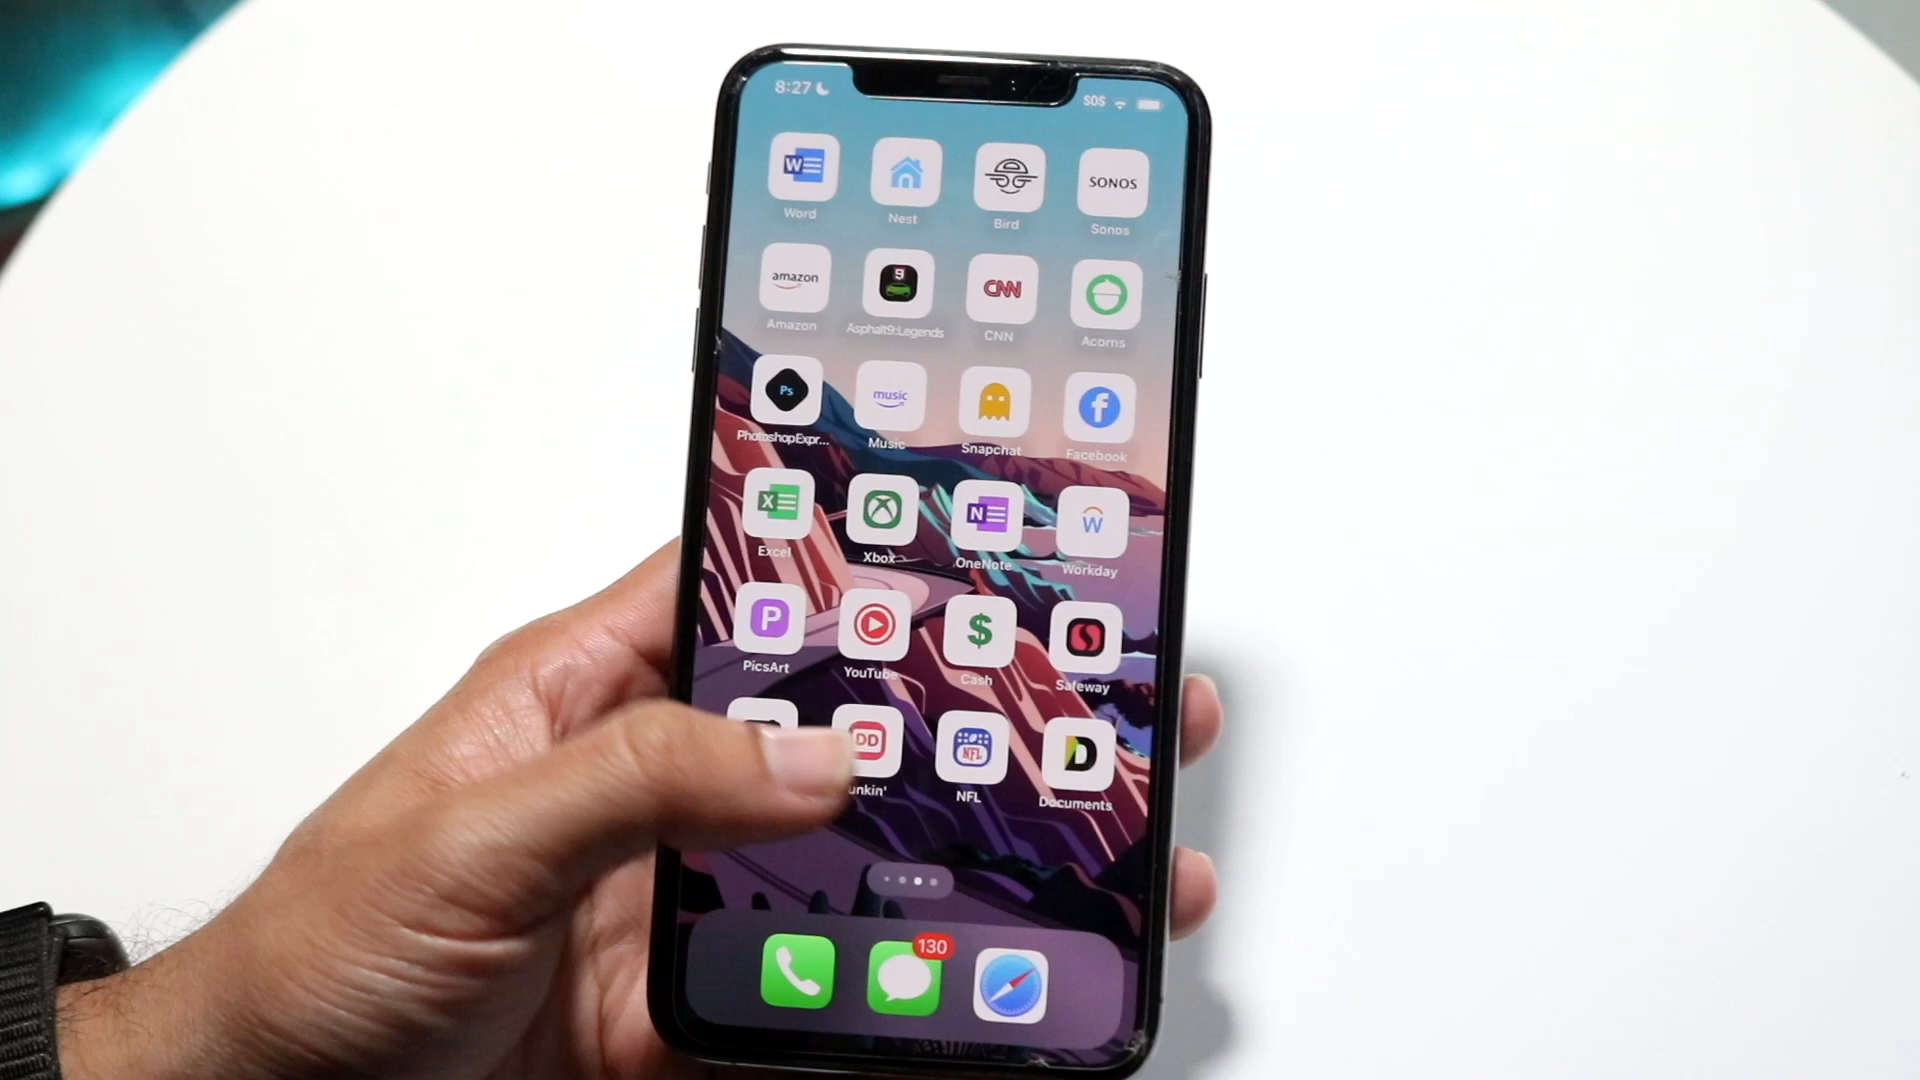 8:27 SOS
W
SONOS
Word Nest Bird Sonos
amazon 9 CNN
Amazon Asphalt9:Legends CNN Acorns
Ps music f
PhotoshopExpr... Music Snapchat Facebook
X N W
Excel Xbox OneNote Workday
P $ S
PicsArt YouTube Cash Safeway
DD NFL D
unkin' NFL Documents
130